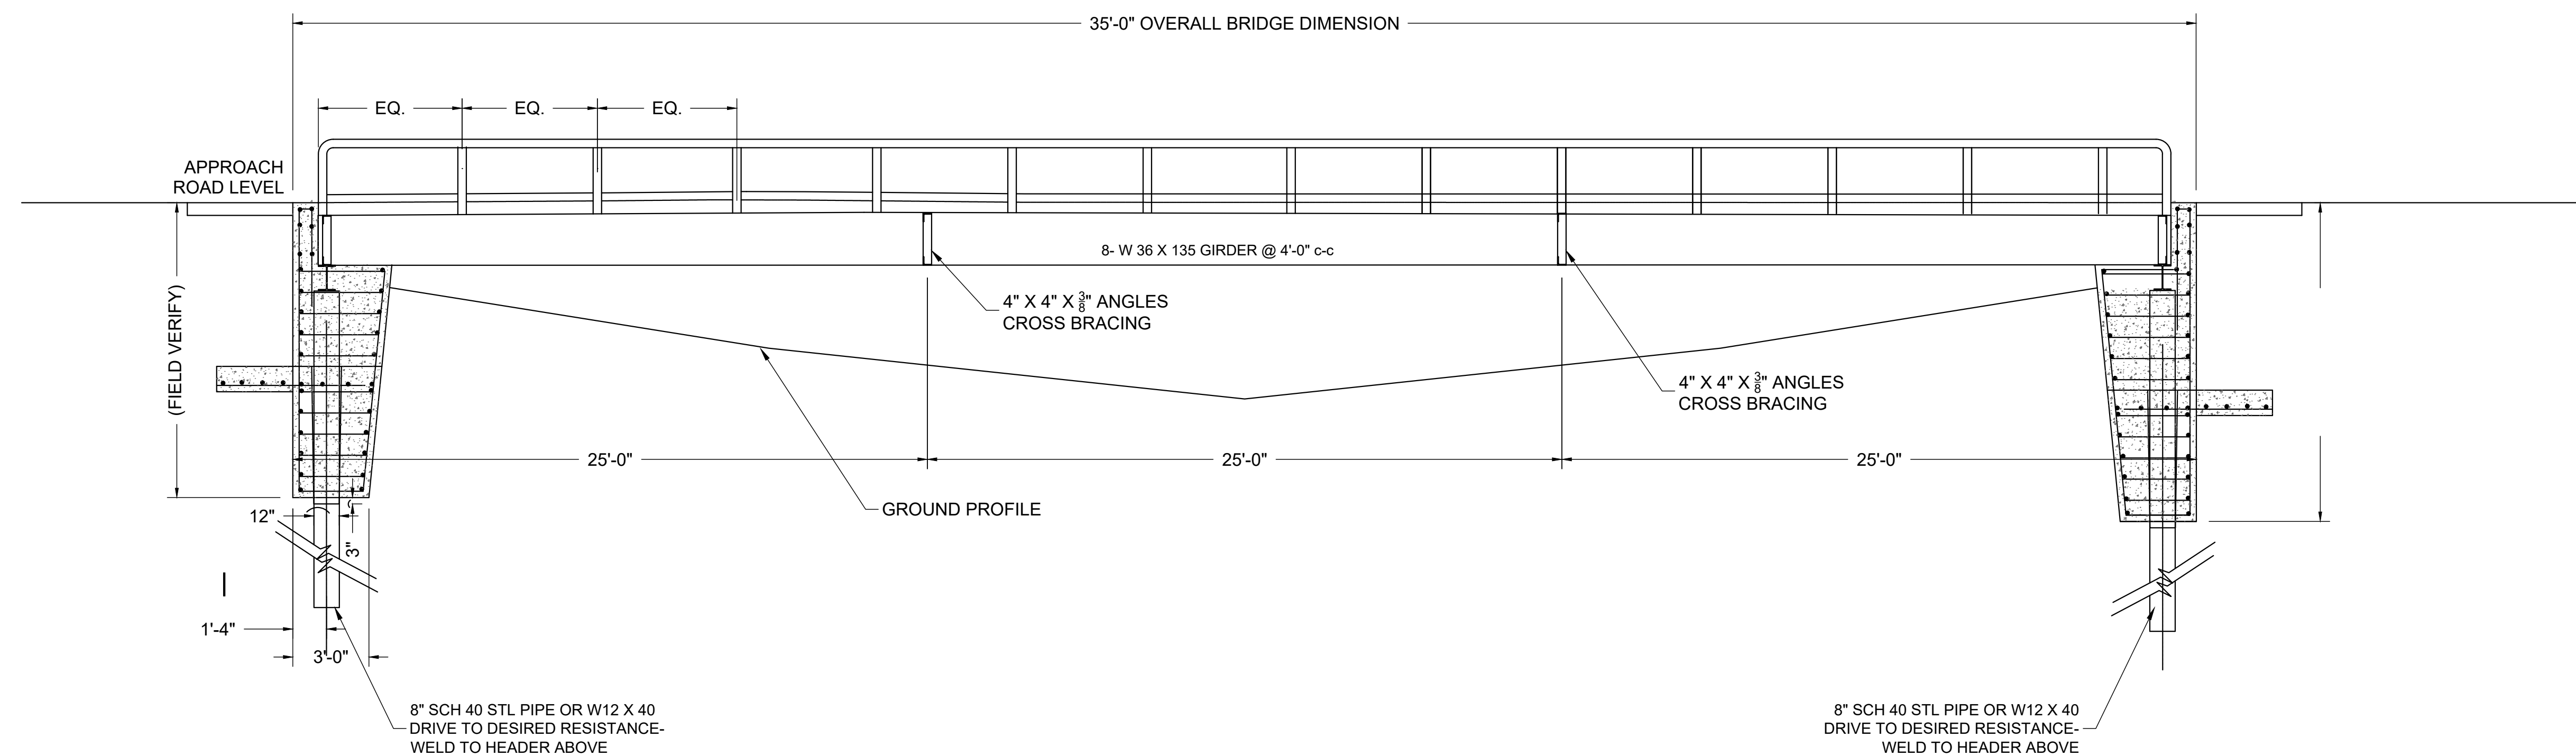 35'-0" OVERALL BRIDGE DIMENSION
EQ.
EQ.
EQ.
APPROACH
ROAD LEVEL
8- W 36 X 135 GIRDER @ 4'-0" c-c
(FIELD VERIFY)
4" X 4" X 3/8" ANGLES
CROSS BRACING
4" X 4" X 3/8" ANGLES
CROSS BRACING
25'-0"
25'-0"
25'-0"
GROUND PROFILE
12"
3"
1'-4"
3'-0"
8" SCH 40 STL PIPE OR W12 X 40
DRIVE TO DESIRED RESISTANCE-
WELD TO HEADER ABOVE
8" SCH 40 STL PIPE OR W12 X 40
DRIVE TO DESIRED RESISTANCE-
WELD TO HEADER ABOVE